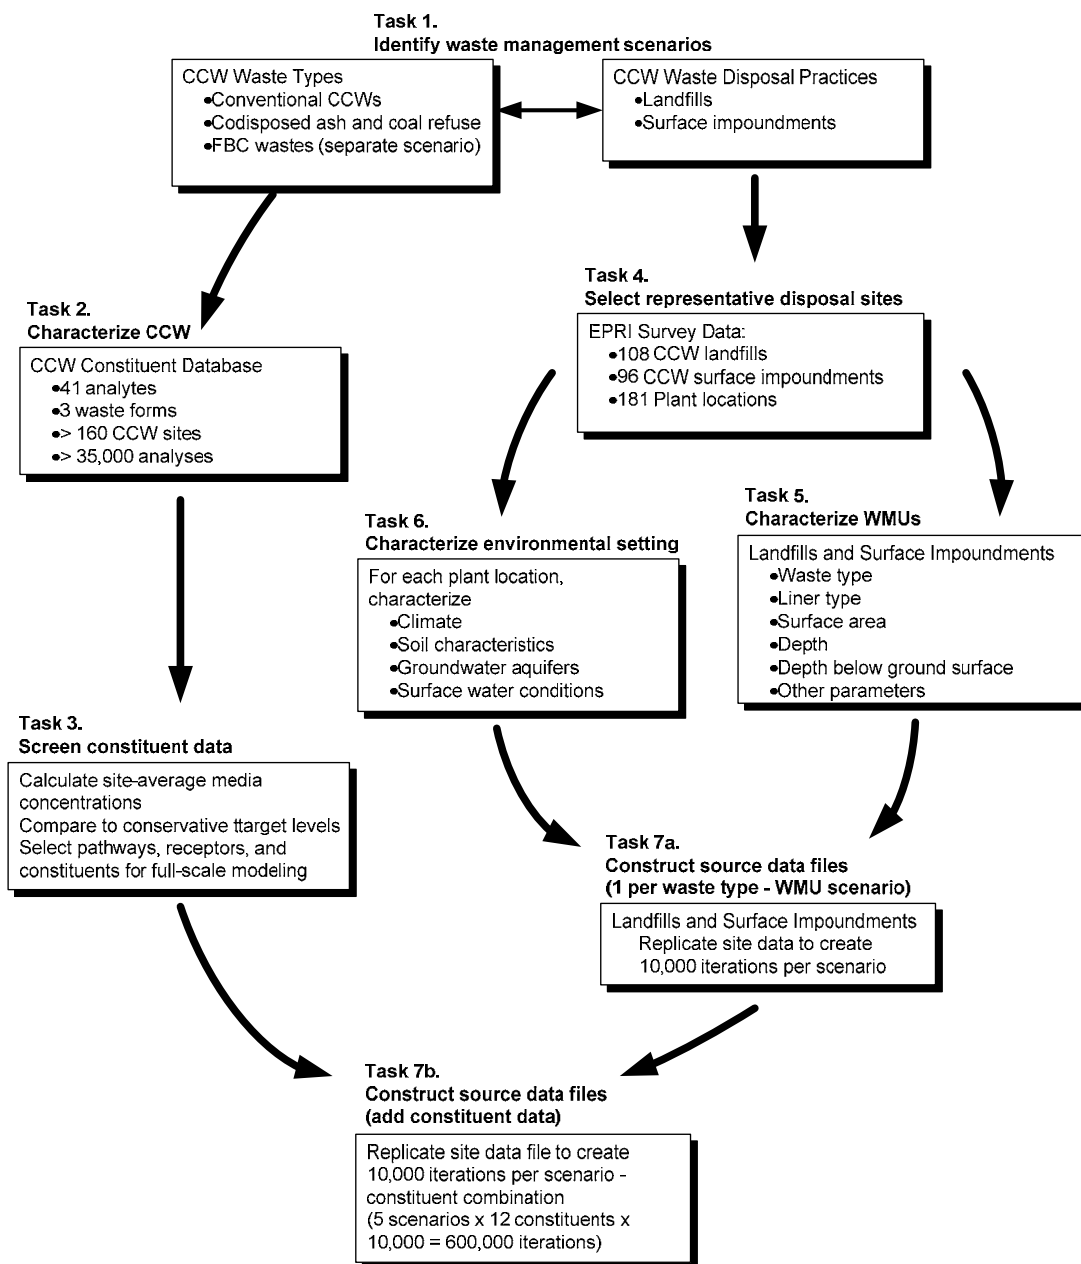 Task 1.
Identify waste management scenarios
CCW Waste Types
•Conventional CCWs
•Codisposed ash and coal refuse
•FBC wastes (separate scenario)
CCW Waste Disposal Practices
•Landfills
•Surface impoundments
Task 2.
Characterize CCW
CCW Constituent Database
•41 analytes
•3 waste forms
•> 160 CCW sites
•> 35,000 analyses
Task 4.
Select representative disposal sites
EPRI Survey Data:
•108 CCW landfills
•96 CCW surface impoundments
•181 Plant locations
Task 6.
Characterize environmental setting
For each plant location,
characterize
•Climate
•Soil characteristics
•Groundwater aquifers
•Surface water conditions
Task 5.
Characterize WMUs
Landfills and Surface Impoundments
•Waste type
•Liner type
•Surface area
•Depth
•Depth below ground surface
•Other parameters
Task 3.
Screen constituent data
Calculate site-average media
concentrations
Compare to conservative ttarget levels
Select pathways, receptors, and
constituents for full-scale modeling
Task 7a.
Construct source data files
(1 per waste type - WMU scenario)
Landfills and Surface Impoundments
Replicate site data to create
10,000 iterations per scenario
Task 7b.
Construct source data files
(add constituent data)
Replicate site data file to create
10,000 iterations per scenario -
constituent combination
(5 scenarios x 12 constituents x
10,000 = 600,000 iterations)